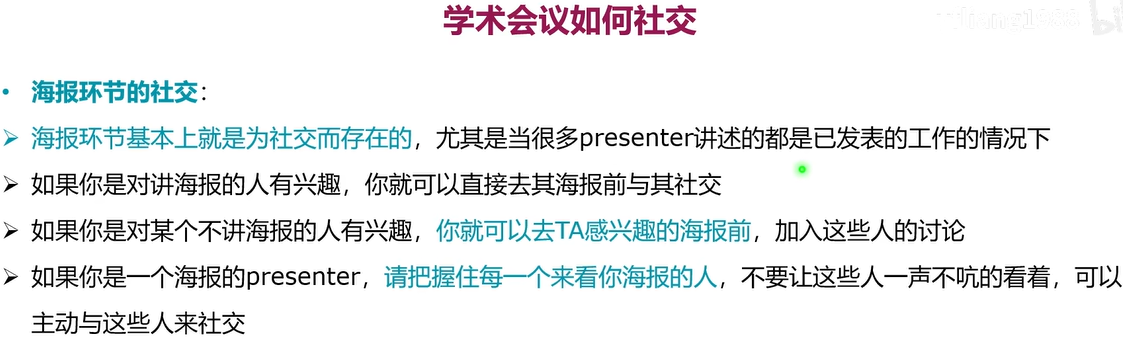 学术会议如何社交
• 海报环节的社交：
➢ 海报环节基本上就是为社交而存在的，尤其是当很多presenter讲述的都是已发表的工作的情况下
➢ 如果你是对讲海报的人有兴趣，你就可以直接去其海报前与其社交
➢ 如果你是对某个不讲海报的人有兴趣，你就可以去TA感兴趣的海报前，加入这些人的讨论
➢ 如果你是一个海报的presenter，请把握住每一个来看你海报的人，不要让这些人一声不吭的看着，可以
主动与这些人来社交